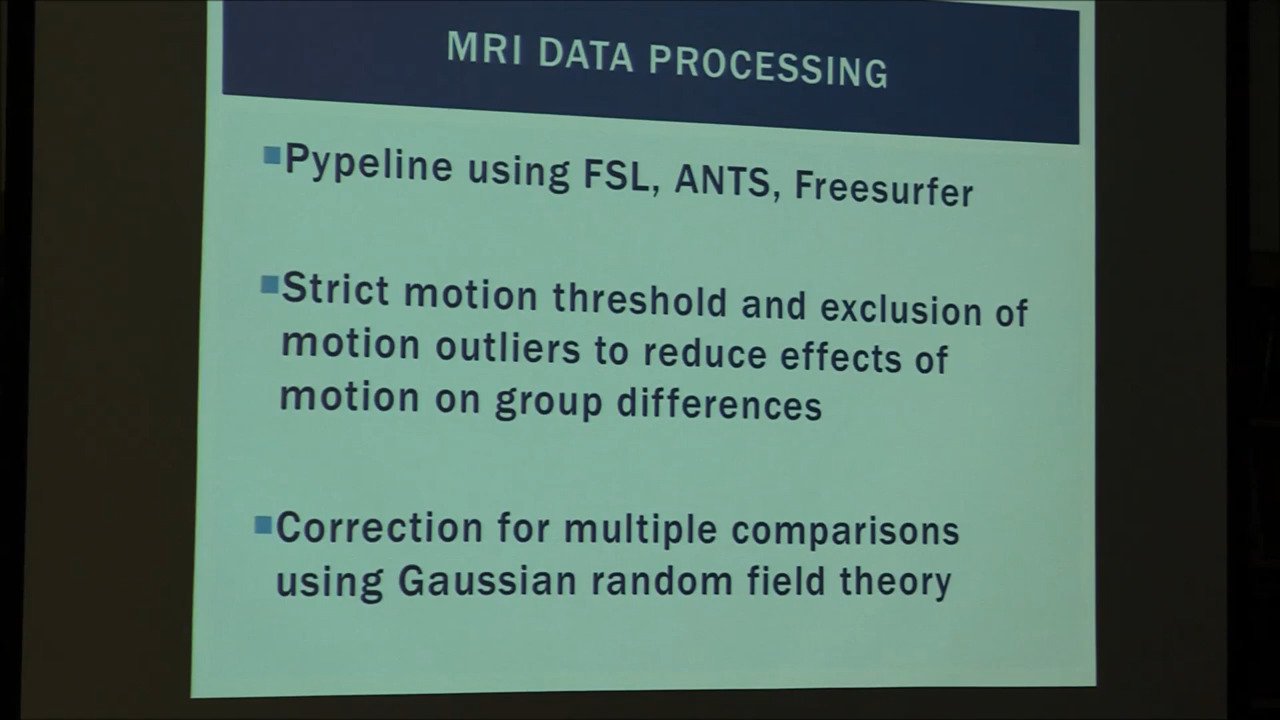 MRI DATA PROCESSING
Pypeline using FSL, ANTS, Freesurfer
Strict motion threshold and exclusion of
motion outliers to reduce effects of
motion on group differences
Correction for multiple comparisons
using Gaussian random field theory